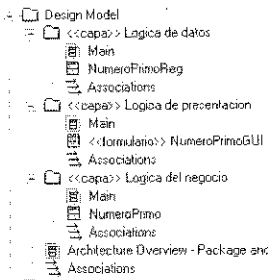 Design Model
<<capa>> Logica de datos
Main
NumeroPrimoReg
Associations
<<capa>> Logica de presentacion
Main
<<formulario>> NumeroPrimoGUI
Associations
<<capa>> Logica del negocio
Main
NumeroPrimo
Associations
Architecture Overview - Package and
Associations